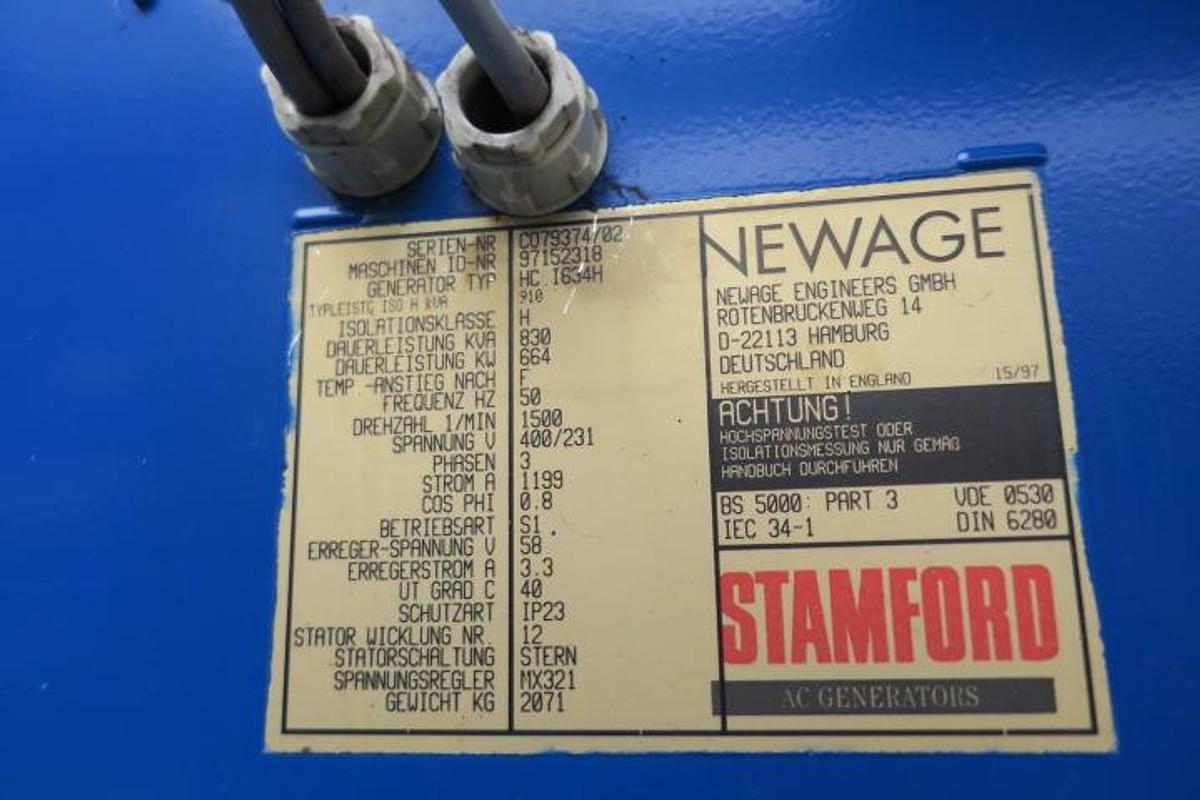 SERIEN-NR C079374/02
MASCHINEN ID-NR 97152318
GENERATOR TYP HC I634H
TYPLEISTG ISO H kVA 910
ISOLATIONSKLASSE H
DAUERLEISTUNG KVA 830
DAUERLEISTUNG KW 664
TEMP -ANSTIEG NACH F
FREQUENZ HZ 50
DREHZAHL 1/MIN 1500
SPANNUNG V 400/231
PHASEN 3
STROM A 1199
COS PHI 0.8
BETRIEBSART S1
ERREGER-SPANNUNG V 58
ERREGERSTROM A 3.3
UT GRAD C 40
SCHUTZART IP23
STATOR WICKLUNG NR. 12
STATORSCHALTUNG STERN
SPANNUNGSREGLER MX321
GEWICHT KG 2071
NEWAGE
NEWAGE ENGINEERS GMBH
ROTENBRUCKENWEG 14
D-22113 HAMBURG
DEUTSCHLAND
HERGESTELLT IN ENGLAND 15/97
ACHTUNG!
HOCHSPANNUNGSTEST ODER
ISOLATIONSMESSUNG NUR GEMAß
HANDBUCH DURCHFUHREN
BS 5000: PART 3 VDE 0530
IEC 34-1 DIN 6280
STAMFORD
AC GENERATORS